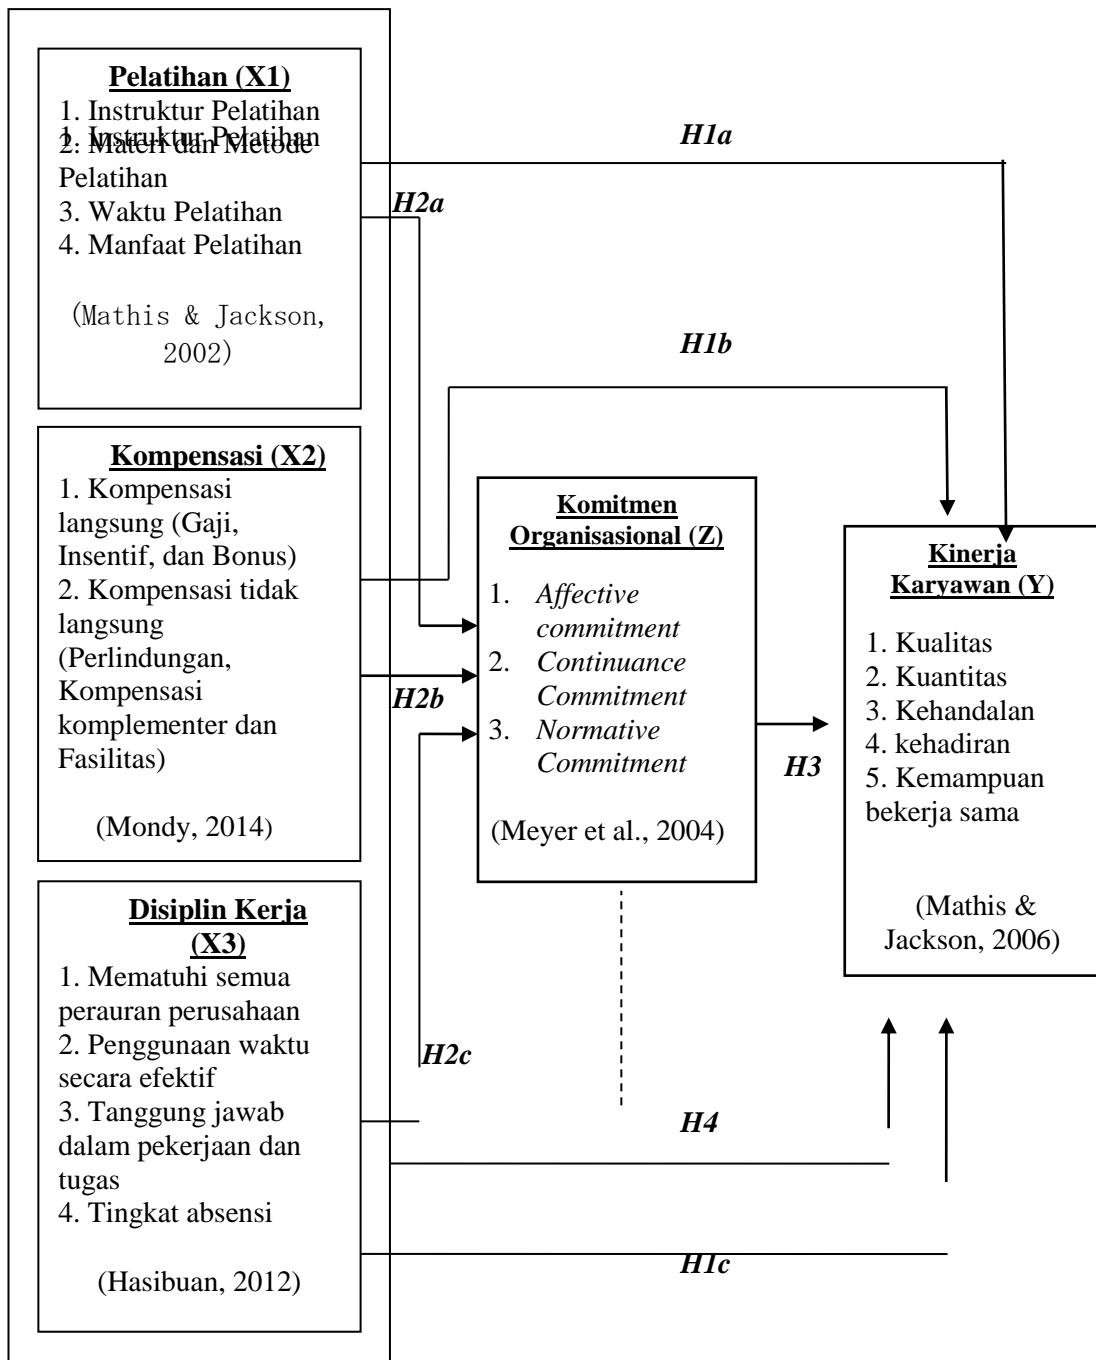 Pelatihan (X1)
1. Instruktur Pelatihan
1. Instruktur Pelatihan
2. Materi dan Metode
Pelatihan
3. Waktu Pelatihan
4. Manfaat Pelatihan
(Mathis & Jackson,
2002)
H1a
H2a
H1b
Kompensasi (X2)
1. Kompensasi
langsung (Gaji,
Insentif, dan Bonus)
2. Kompensasi tidak
langsung
(Perlindungan,
Kompensasi
komplementer dan
Fasilitas)
(Mondy, 2014)
H2b
Komitmen
Organisasional (Z)
1. Affective
commitment
2. Continuance
Commitment
3. Normative
Commitment
(Meyer et al., 2004)
H3
Kinerja
Karyawan (Y)
1. Kualitas
2. Kuantitas
3. Kehandalan
4. kehadiran
5. Kemampuan
bekerja sama
(Mathis &
Jackson, 2006)
Disiplin Kerja
(X3)
1. Mematuhi semua
perauran perusahaan
2. Penggunaan waktu
secara efektif
3. Tanggung jawab
dalam pekerjaan dan
tugas
4. Tingkat absensi
(Hasibuan, 2012)
H2c
H4
H1c